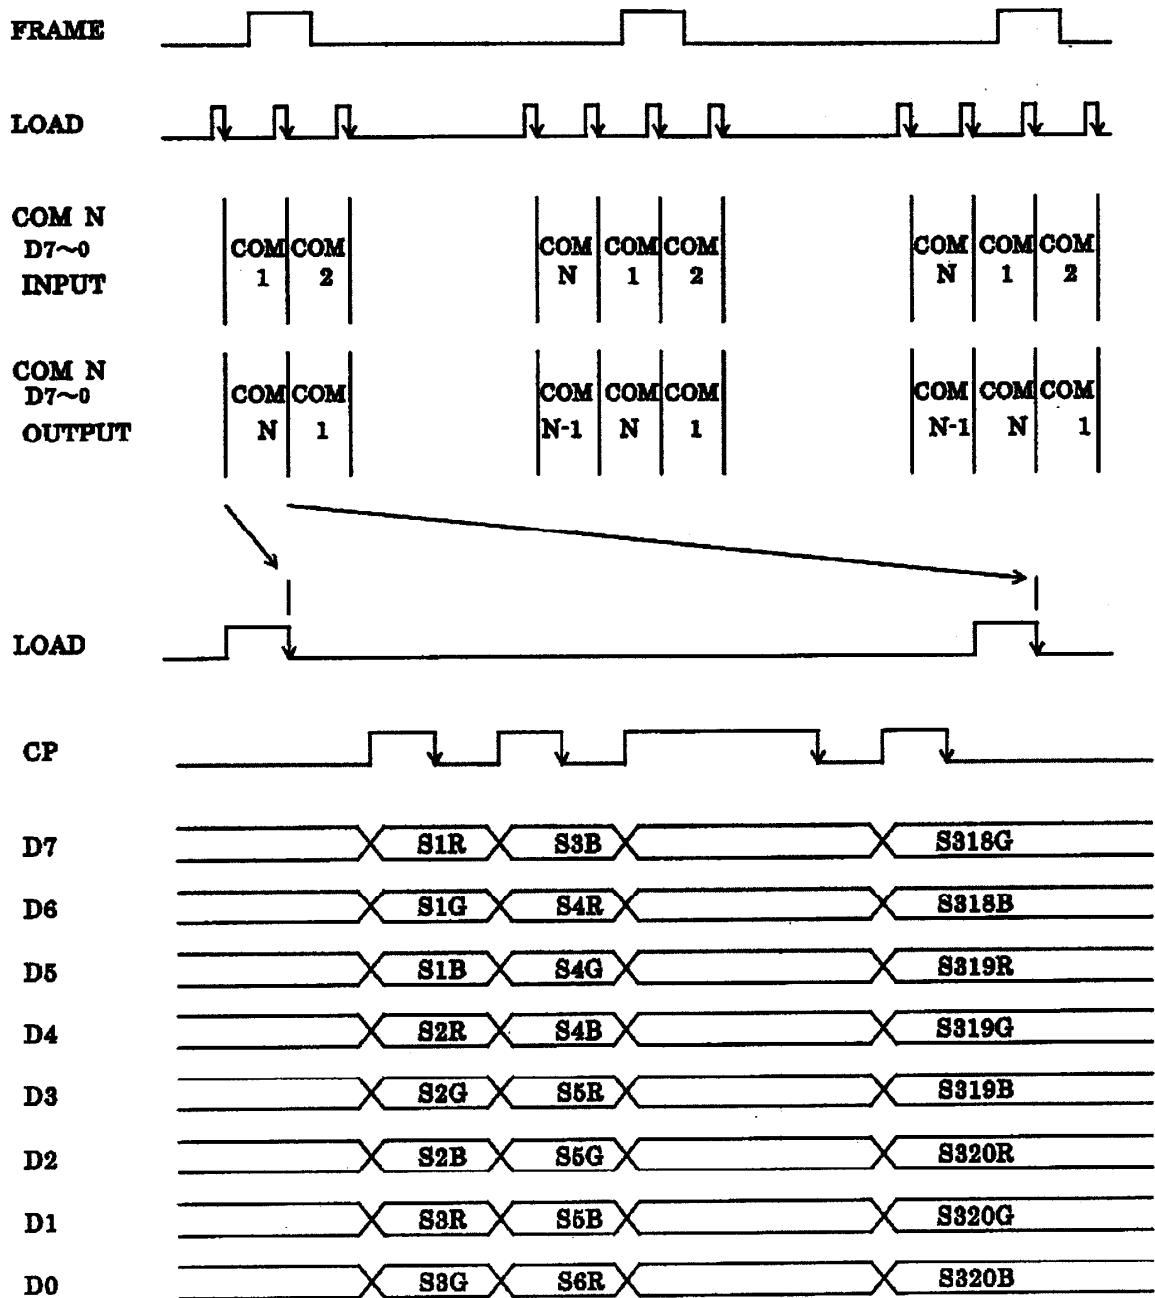 FRAME
LOAD
COM N
D7~0
INPUT
COM COM COM COM COM COM COM COM
1 2 N 1 2 N 1 2
COM N
D7~0
OUTPUT
COM COM COM COM COM COM COM COM
N 1 N-1 N 1 N-1 N 1
LOAD
CP
D7 S1R S3B S318G
D6 S1G S4R S318B
D5 S1B S4G S319R
D4 S2R S4B S319G
D3 S2G S5R S319B
D2 S2B S5G S320R
D1 S3R S5B S320G
D0 S3G S6R S320B